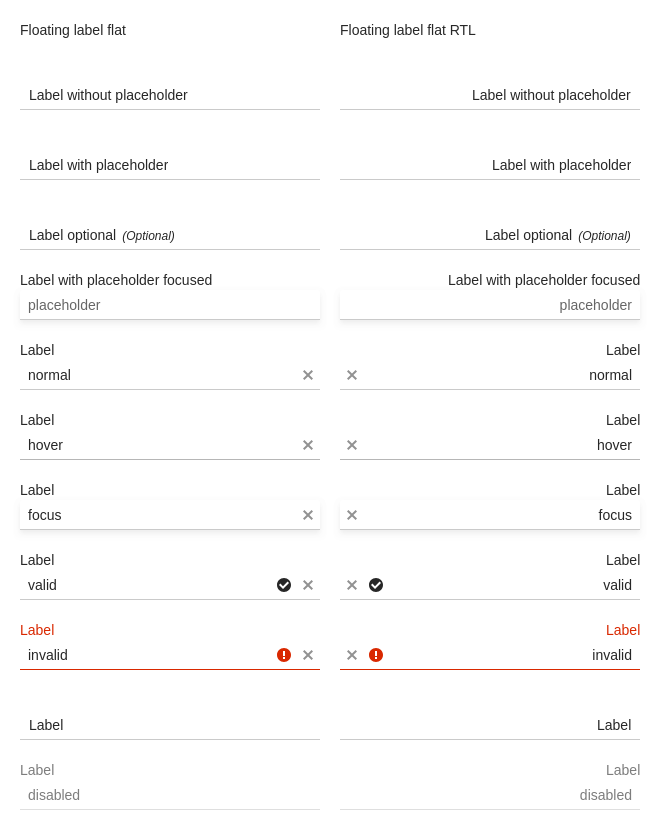 Floating label flat
Floating label flat RTL
Label without placeholder
Label without placeholder
Label with placeholder
Label with placeholder
Label optional (Optional)
Label optional (Optional)
Label with placeholder focused
Label with placeholder focused
placeholder
placeholder
Label
Label
normal
normal
Label
Label
hover
hover
Label
Label
focus
focus
Label
Label
valid
valid
Label
Label
invalid
invalid
Label
Label
Label
Label
disabled
disabled